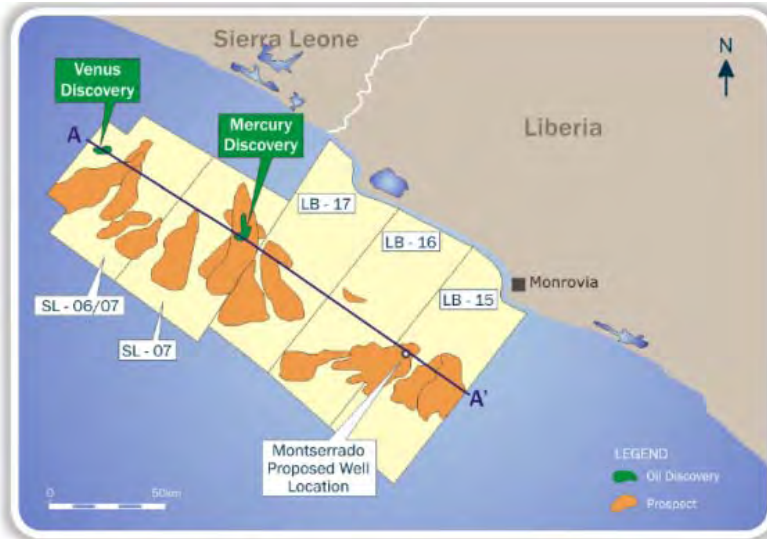 Sierra Leone
Venus
Discovery
N
A
Mercury
Discovery
Liberia
LB - 17
LB - 16
Monrovia
LB - 15
SL - 06/07
SL - 07
A'
Montserrado
Proposed Well
Location
LEGEND
Oil Discovery
Prospect
0
50km